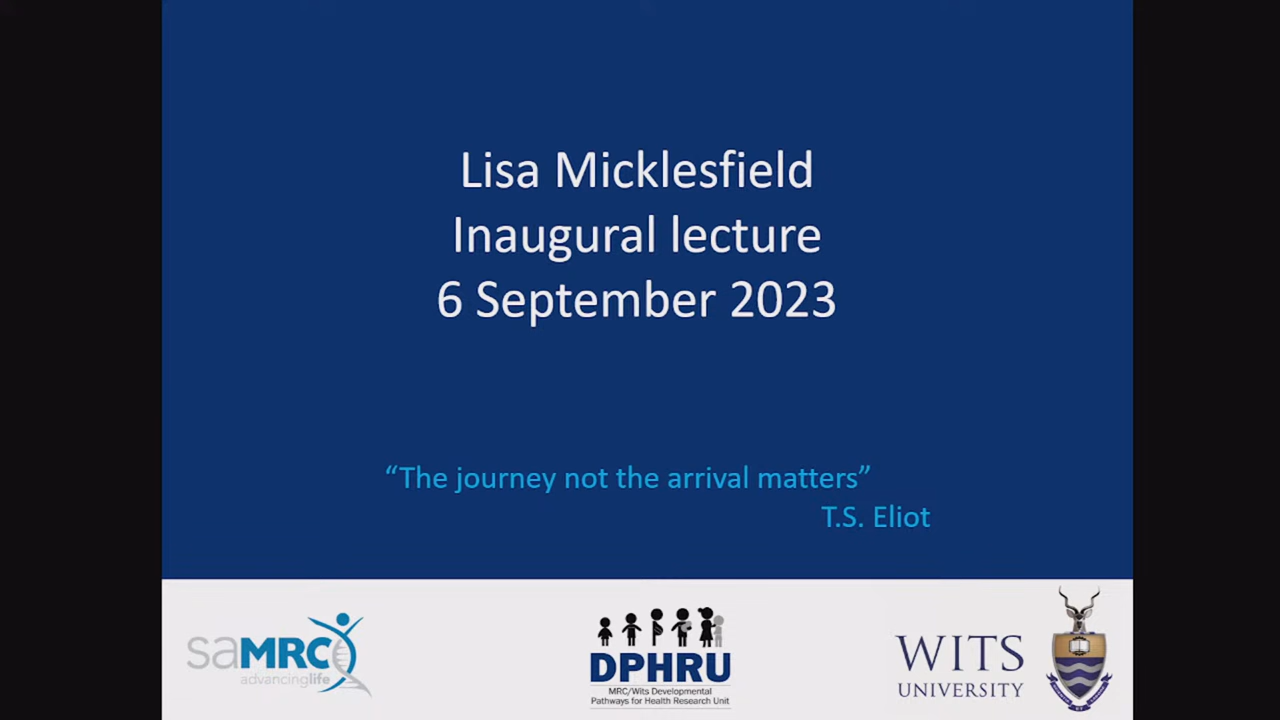 Lisa Micklesfield
Inaugural lecture
6 September 2023
“The journey not the arrival matters”
T.S. Eliot
saMRC
advancinglife
DPHRU
MRC/Wits Developmental
Pathways for Health Research Unit
WITS
UNIVERSITY